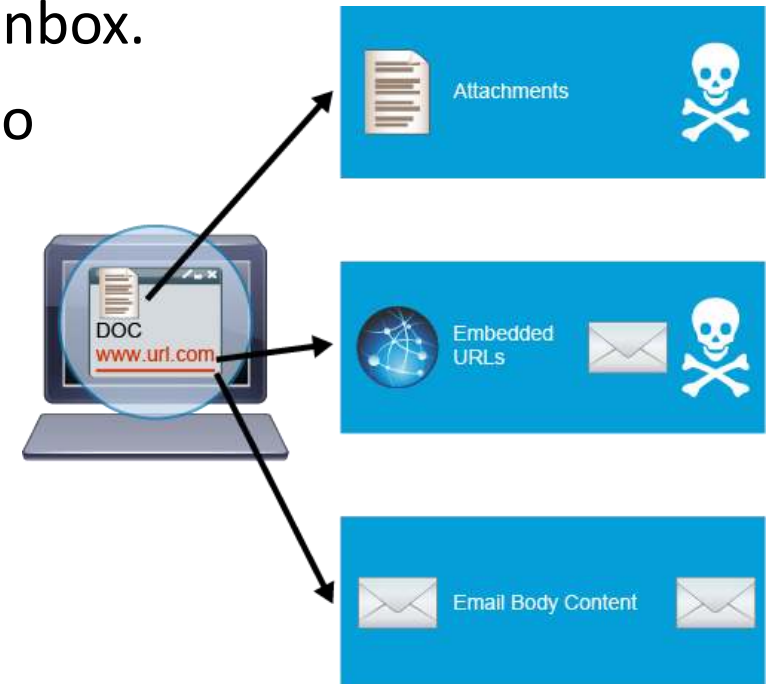 nbox.
o
Attachments
DOC
www.url.com
Embedded
URLs
Email Body Content